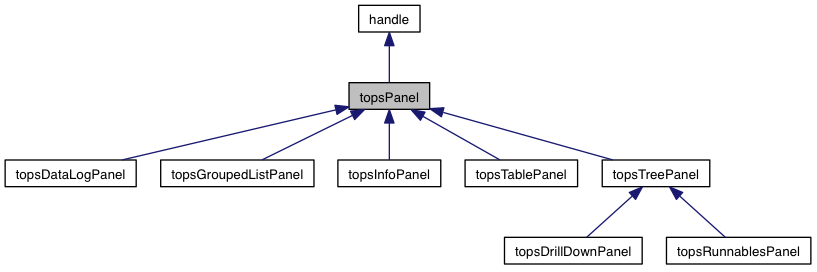 handle
topsPanel
topsDataLogPanel
topsGroupedListPanel
topsInfoPanel
topsTablePanel
topsTreePanel
topsDrillDownPanel
topsRunnablesPanel